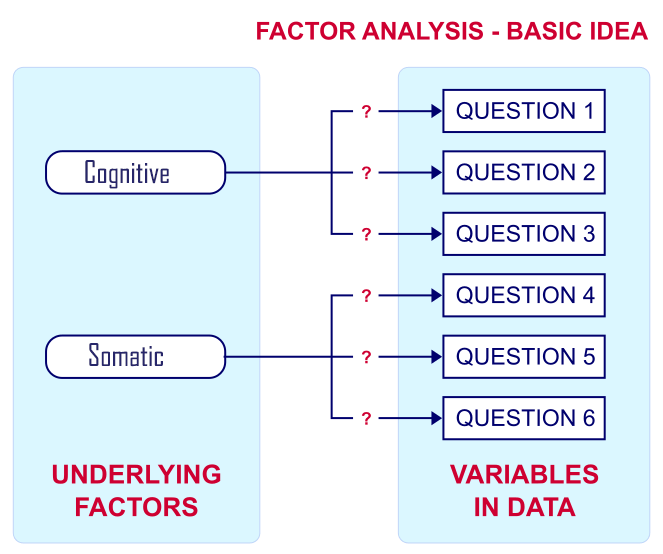 FACTOR ANALYSIS - BASIC IDEA
? QUESTION 1
Cognitive ? QUESTION 2
? QUESTION 3
? QUESTION 4
Somatic ? QUESTION 5
? QUESTION 6
UNDERLYING
FACTORS
VARIABLES
IN DATA